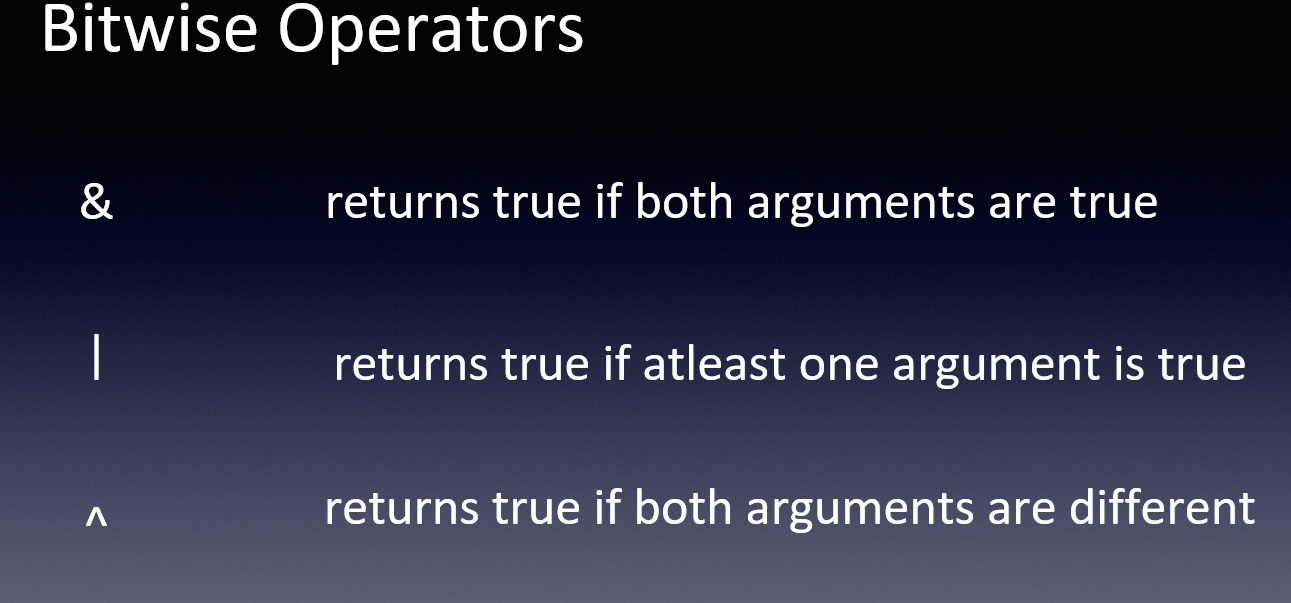 Bitwise Operators
& returns true if both arguments are true
| returns true if atleast one argument is true
^ returns true if both arguments are different